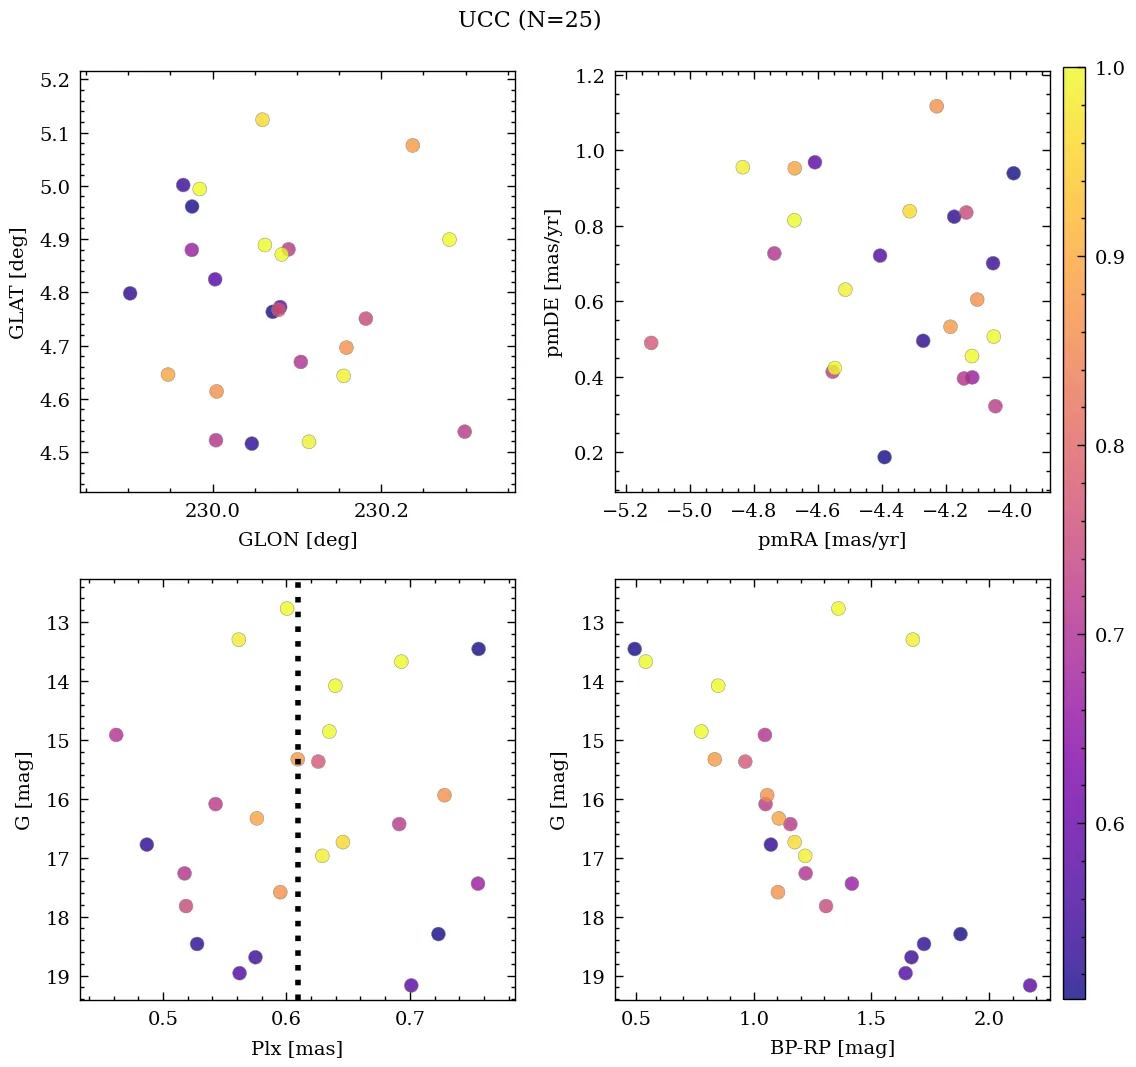 UCC (N=25)
5.2
5.1
5.0
4.9
4.8
4.7
4.6
4.5
GLAT [deg]
230.0 230.2
GLON [deg]
1.2
1.0
0.8
0.6
0.4
0.2
pmDE [mas/yr]
−5.2 −5.0 −4.8 −4.6 −4.4 −4.2 −4.0
pmRA [mas/yr]
1.0
0.9
0.8
0.7
0.6
13
14
15
16
17
18
19
G [mag]
0.5 0.6 0.7
Plx [mas]
13
14
15
16
17
18
19
G [mag]
0.5 1.0 1.5 2.0
BP-RP [mag]